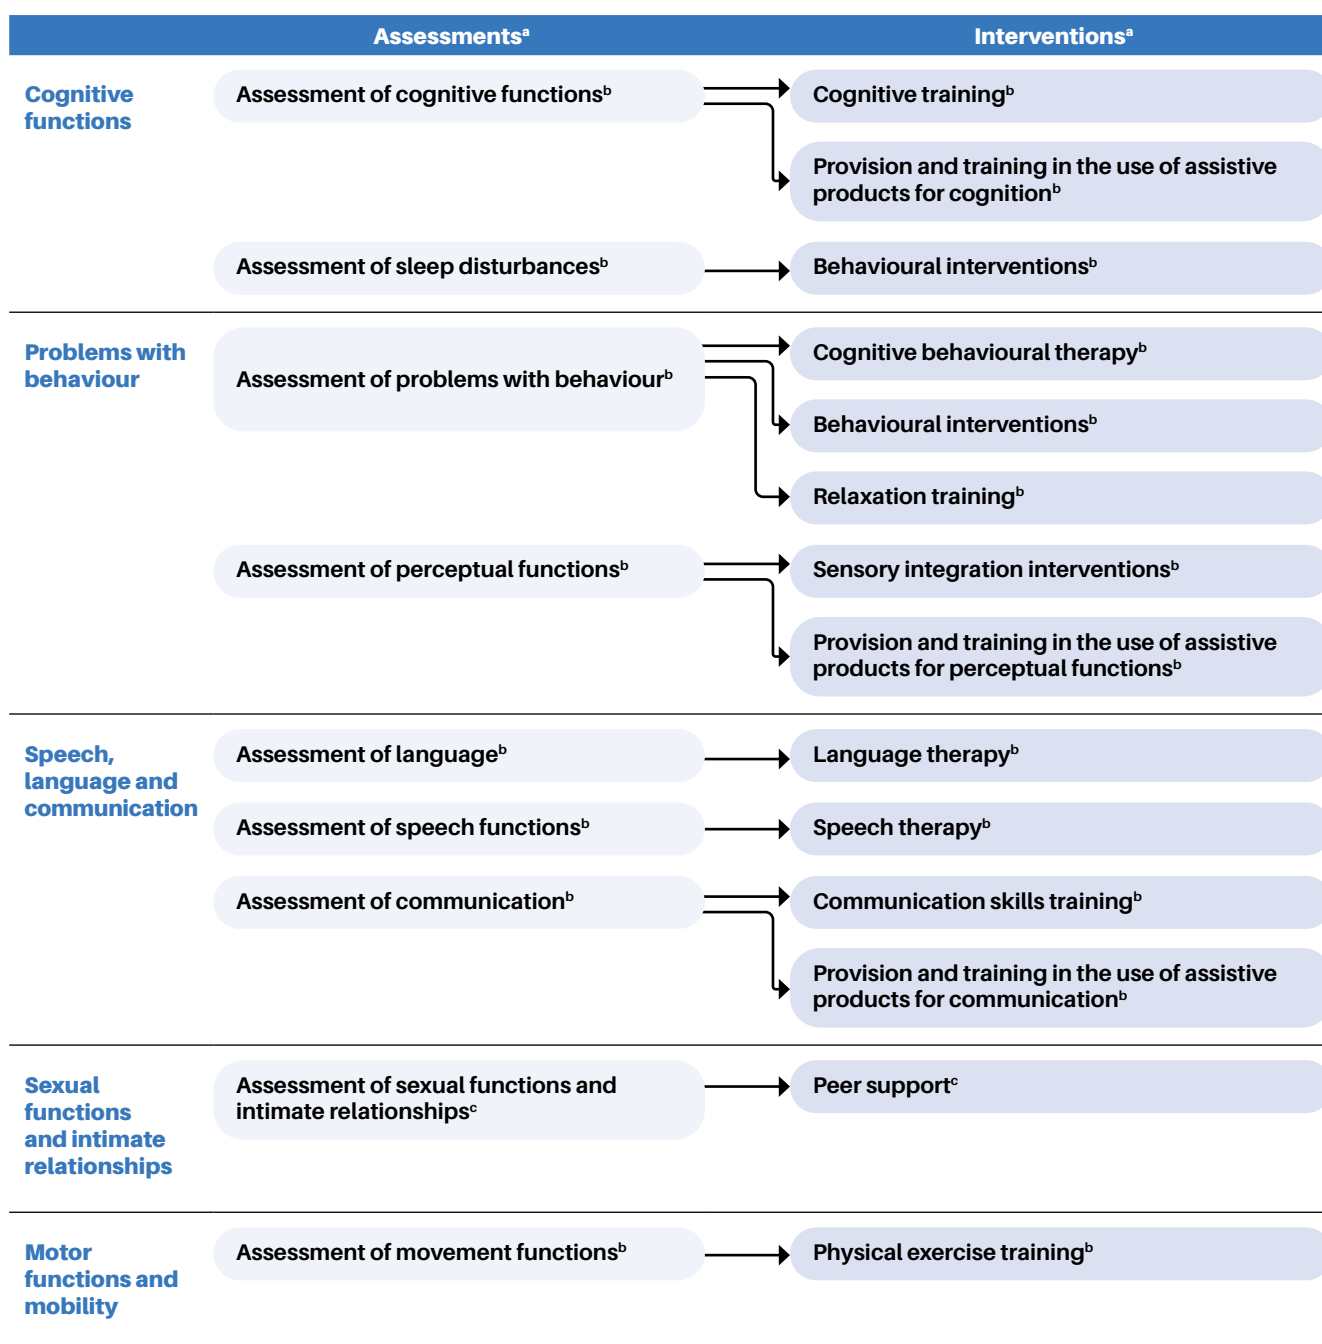 Assessmentsᵃ Interventionsᵃ
Cognitive
functions
Assessment of cognitive functionsᵇ
Cognitive trainingᵇ
Provision and training in the use of assistive
products for cognitionᵇ
Assessment of sleep disturbancesᵇ
Behavioural interventionsᵇ
Problems with
behaviour
Assessment of problems with behaviourᵇ
Cognitive behavioural therapyᵇ
Behavioural interventionsᵇ
Relaxation trainingᵇ
Assessment of perceptual functionsᵇ
Sensory integration interventionsᵇ
Provision and training in the use of assistive
products for perceptual functionsᵇ
Speech,
language and
communication
Assessment of languageᵇ
Language therapyᵇ
Assessment of speech functionsᵇ
Speech therapyᵇ
Assessment of communicationᵇ
Communication skills trainingᵇ
Provision and training in the use of assistive
products for communicationᵇ
Sexual
functions
and intimate
relationships
Assessment of sexual functions and
intimate relationshipsᶜ
Peer supportᶜ
Motor
functions and
mobility
Assessment of movement functionsᵇ
Physical exercise trainingᵇ